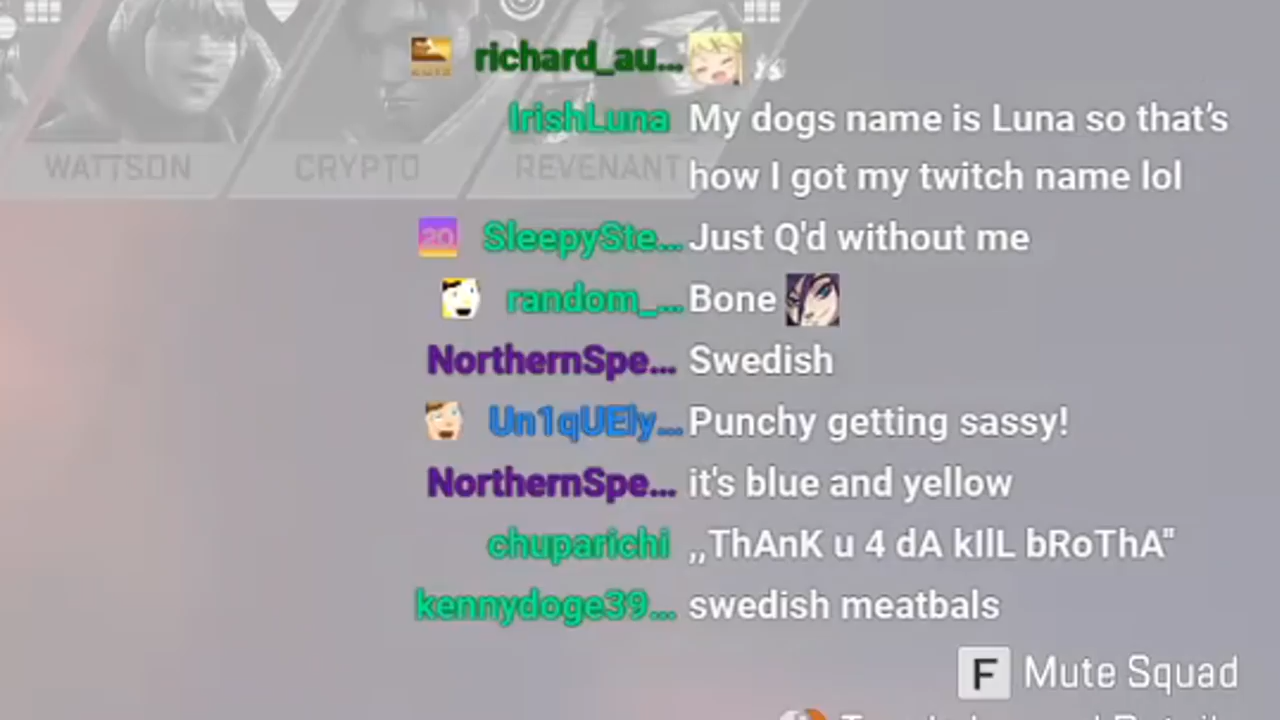 richard_au...
IrishLuna My dogs name is Luna so that's
how I got my twitch name lol
WATTSON CRYPTO REVENANT
20 SleepySte... Just Q'd without me
random_... Bone
NorthernSpe... Swedish
Un1qUEly... Punchy getting sassy!
NorthernSpe... it's blue and yellow
chuparichi ,,ThAnK u 4 dA kIlL bRoThA"
kennydoge39... swedish meatbals
F Mute Squad